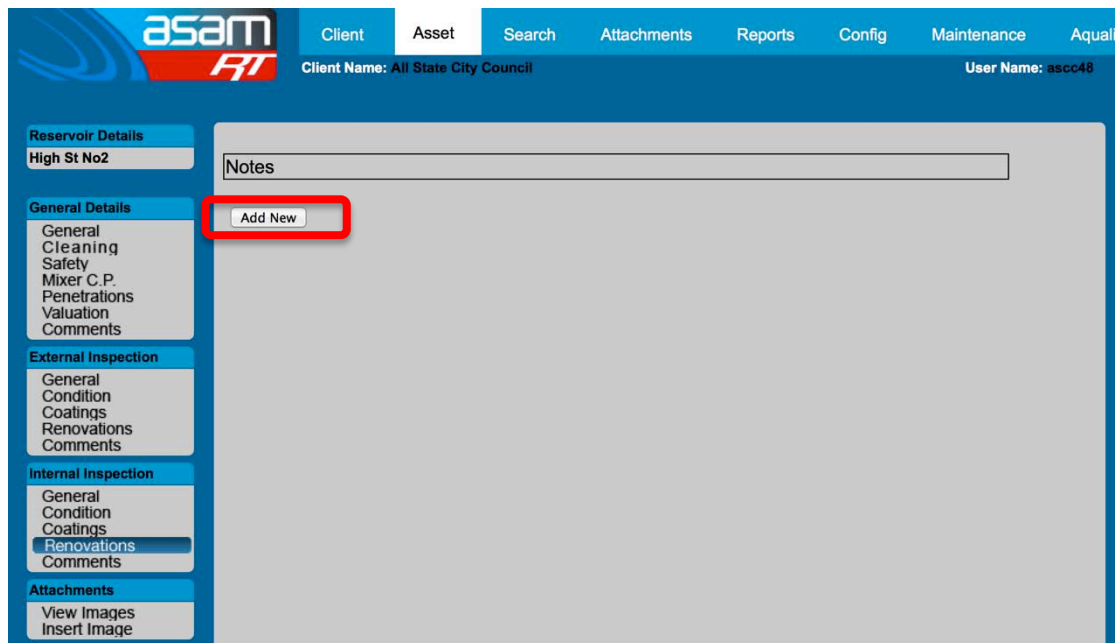 asam
RT
Client Asset Search Attachments Reports Config Maintenance Aquali
Client Name: All State City Council User Name: ascc48
Reservoir Details
High St No2
Notes
Add New
General Details
General
Cleaning
Safety
Mixer C.P.
Penetrations
Valuation
Comments
External Inspection
General
Condition
Coatings
Renovations
Comments
Internal Inspection
General
Condition
Coatings
Renovations
Comments
Attachments
View Images
Insert Image